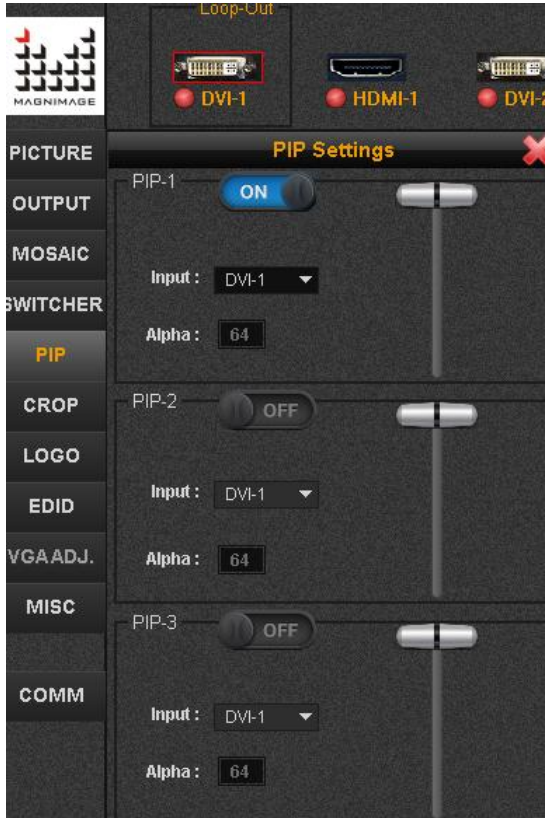 Loop-Out
MAGNIMAGE
DVI-1
HDMI-1
DVI-2
PICTURE
OUTPUT
MOSAIC
SWITCHER
PIP
CROP
LOGO
EDID
VGA ADJ.
MISC
COMM
PIP Settings
PIP-1
ON
Input :
DVI-1
Alpha :
64
PIP-2
OFF
Input :
DVI-1
Alpha :
64
PIP-3
OFF
Input :
DVI-1
Alpha :
64